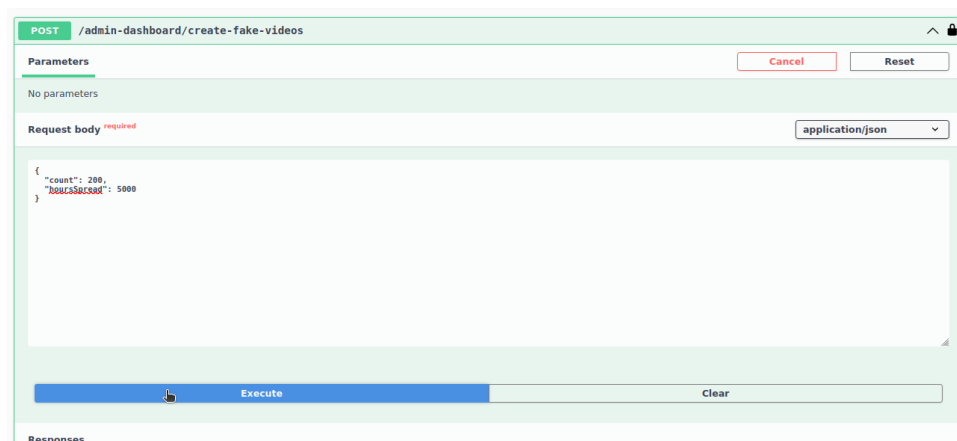 POST /admin-dashboard/create-fake-videos
Parameters
Cancel
Reset
No parameters
Request body required
application/json
{
"count": 200,
"hoursSpread": 5000
}
Execute
Clear
Responses